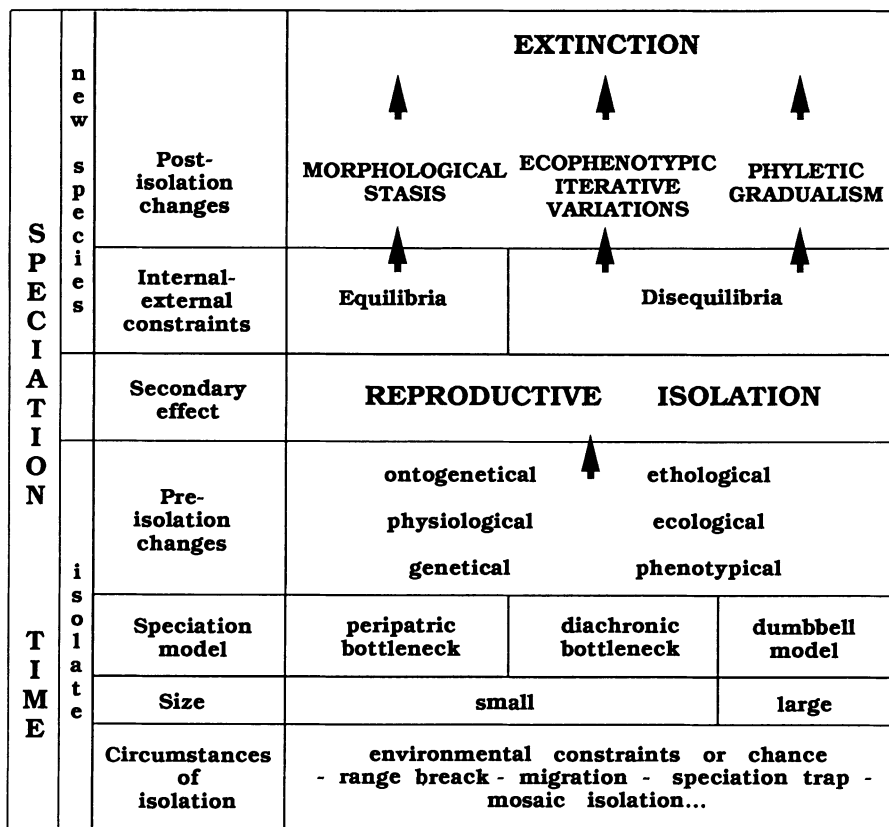 SPECIATION TIME
new species
isolate
EXTINCTION
Post-
isolation
changes
MORPHOLOGICAL
STASIS
ECOPHENOTYPIC
ITERATIVE
VARIATIONS
PHYLETIC
GRADUALISM
Internal-
external
constraints
Equilibria
Disequilibria
Secondary
effect
REPRODUCTIVE ISOLATION
Pre-
isolation
changes
ontogenetical ethological
physiological ecological
genetical phenotypical
Speciation
model
peripatric
bottleneck
diachronic
bottleneck
dumbbell
model
Size
small
large
Circumstances
of
isolation
environmental constraints or chance
- range breack - migration - speciation trap -
mosaic isolation...